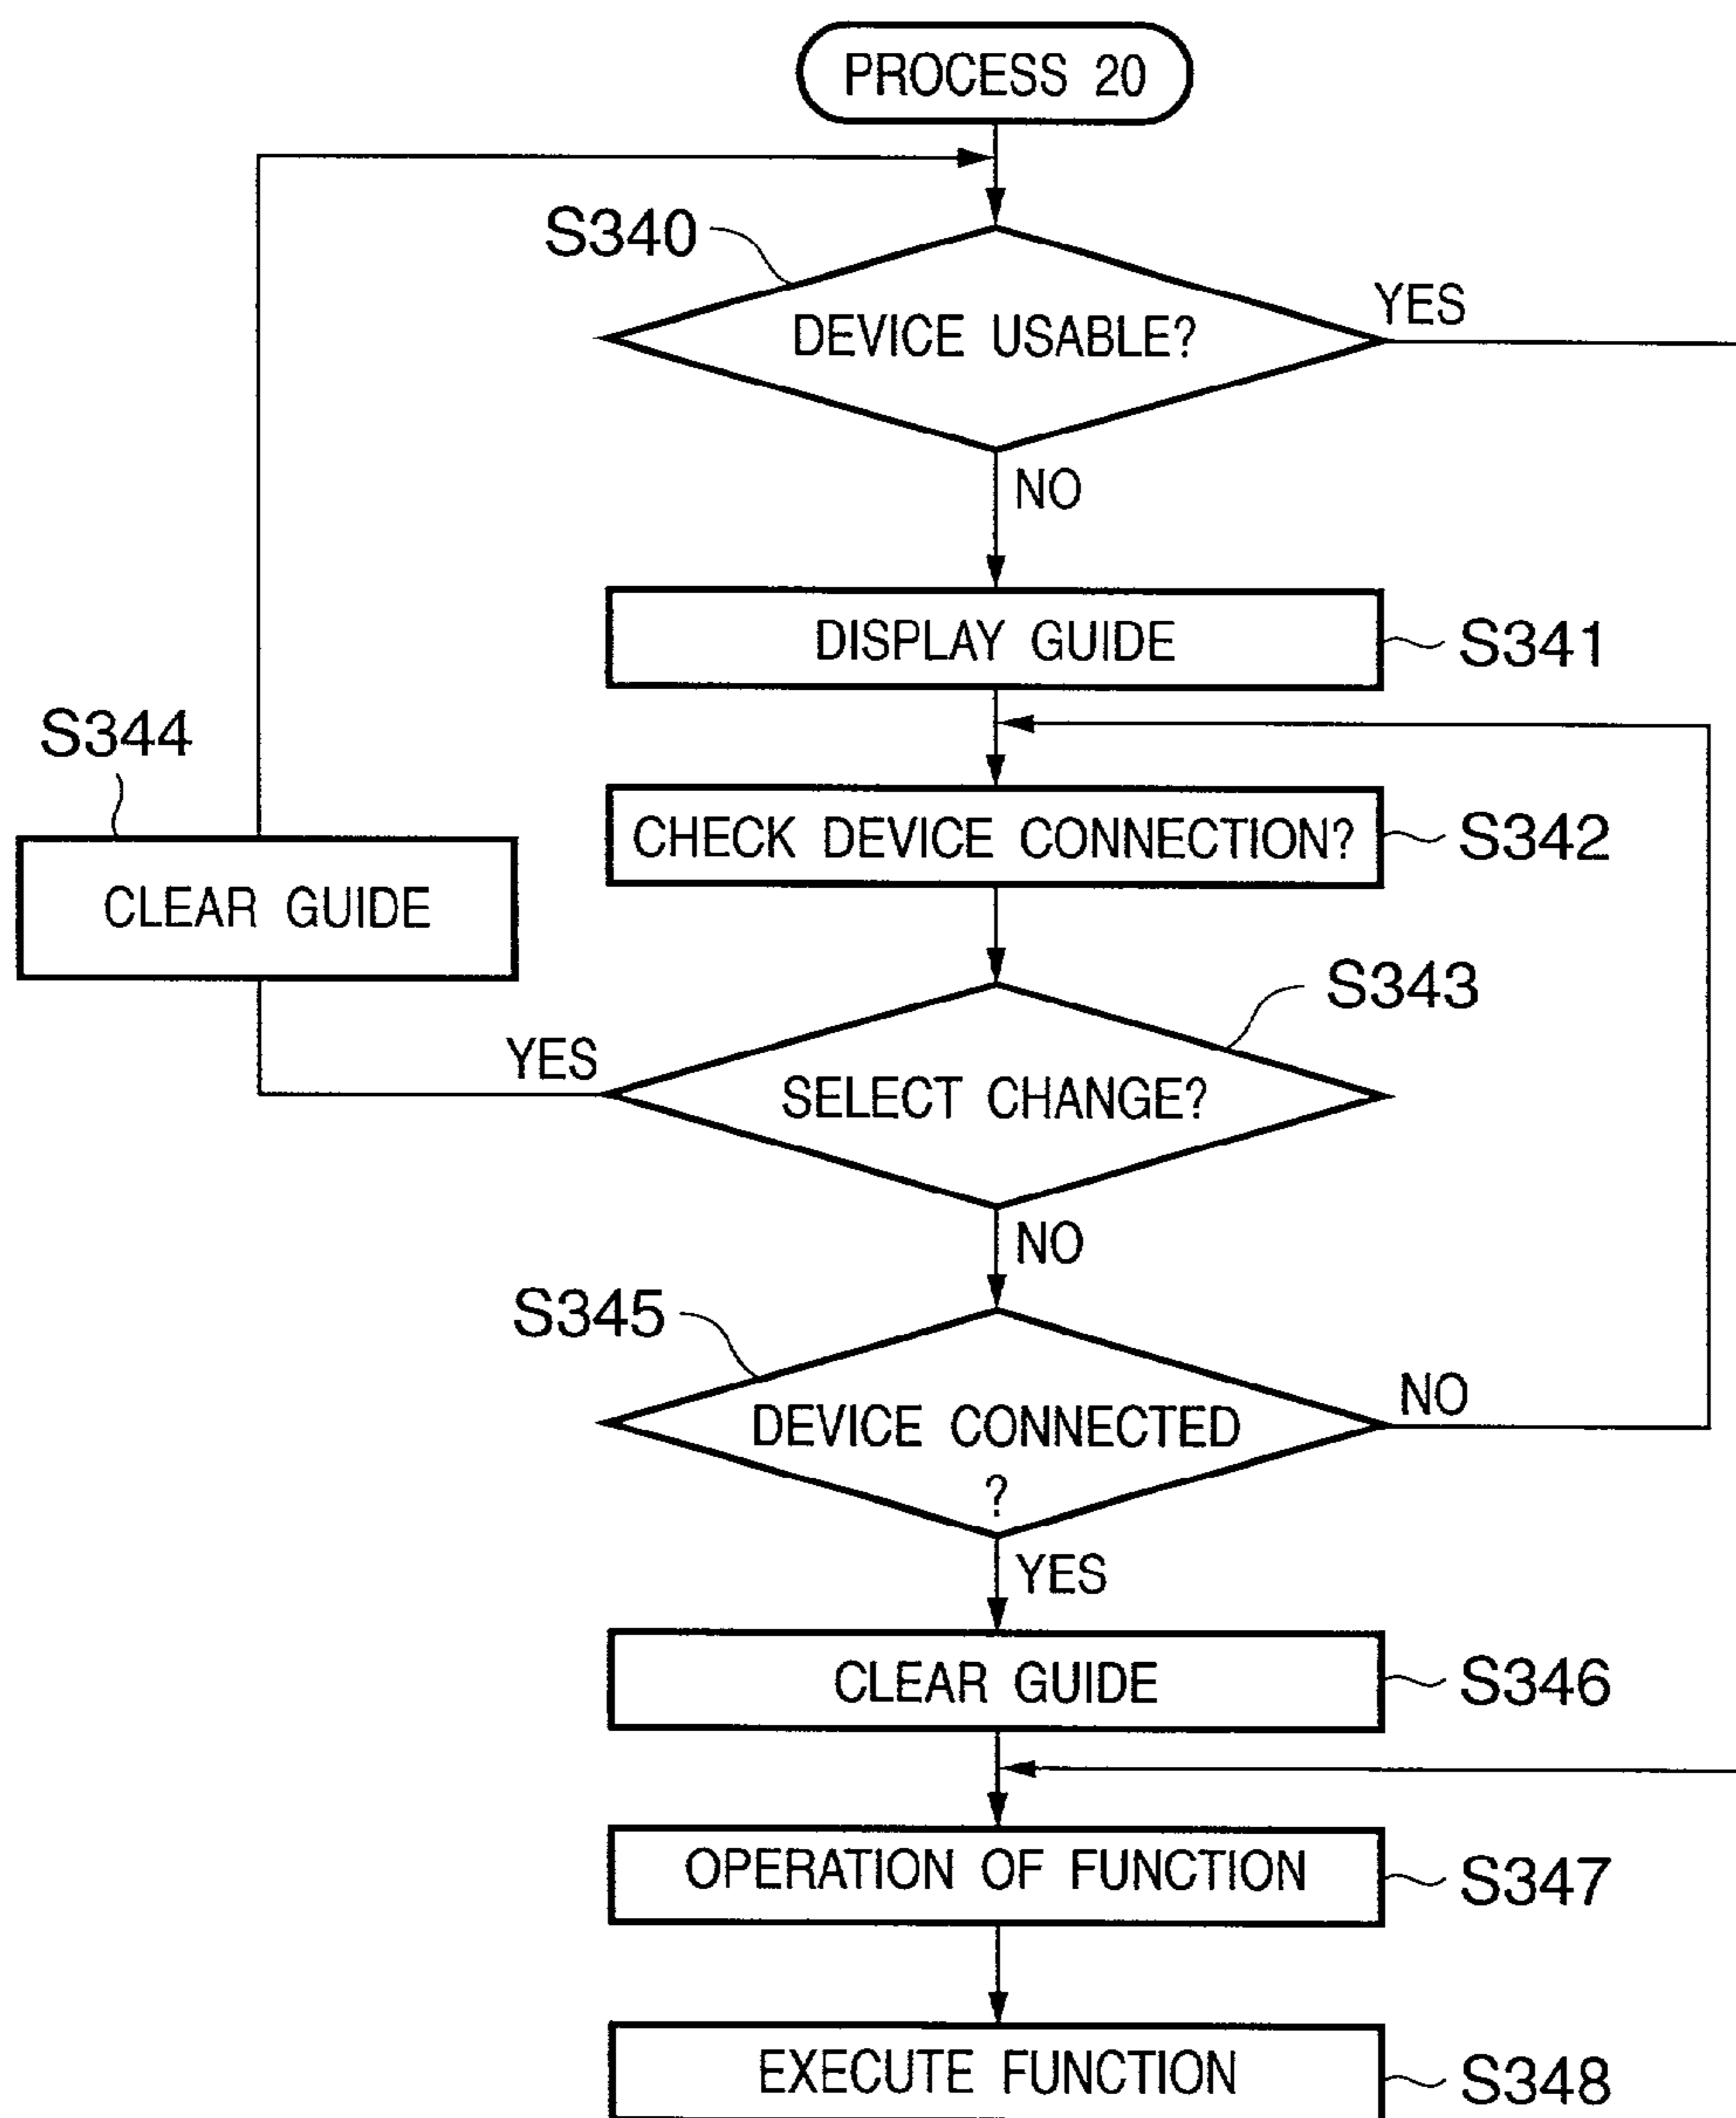 PROCESS 20
S340
DEVICE USABLE?
YES
NO
DISPLAY GUIDE
S341
S344
CHECK DEVICE CONNECTION?
S342
CLEAR GUIDE
S343
YES
SELECT CHANGE?
NO
S345
NO
DEVICE CONNECTED
?
YES
CLEAR GUIDE
S346
OPERATION OF FUNCTION
S347
EXECUTE FUNCTION
S348